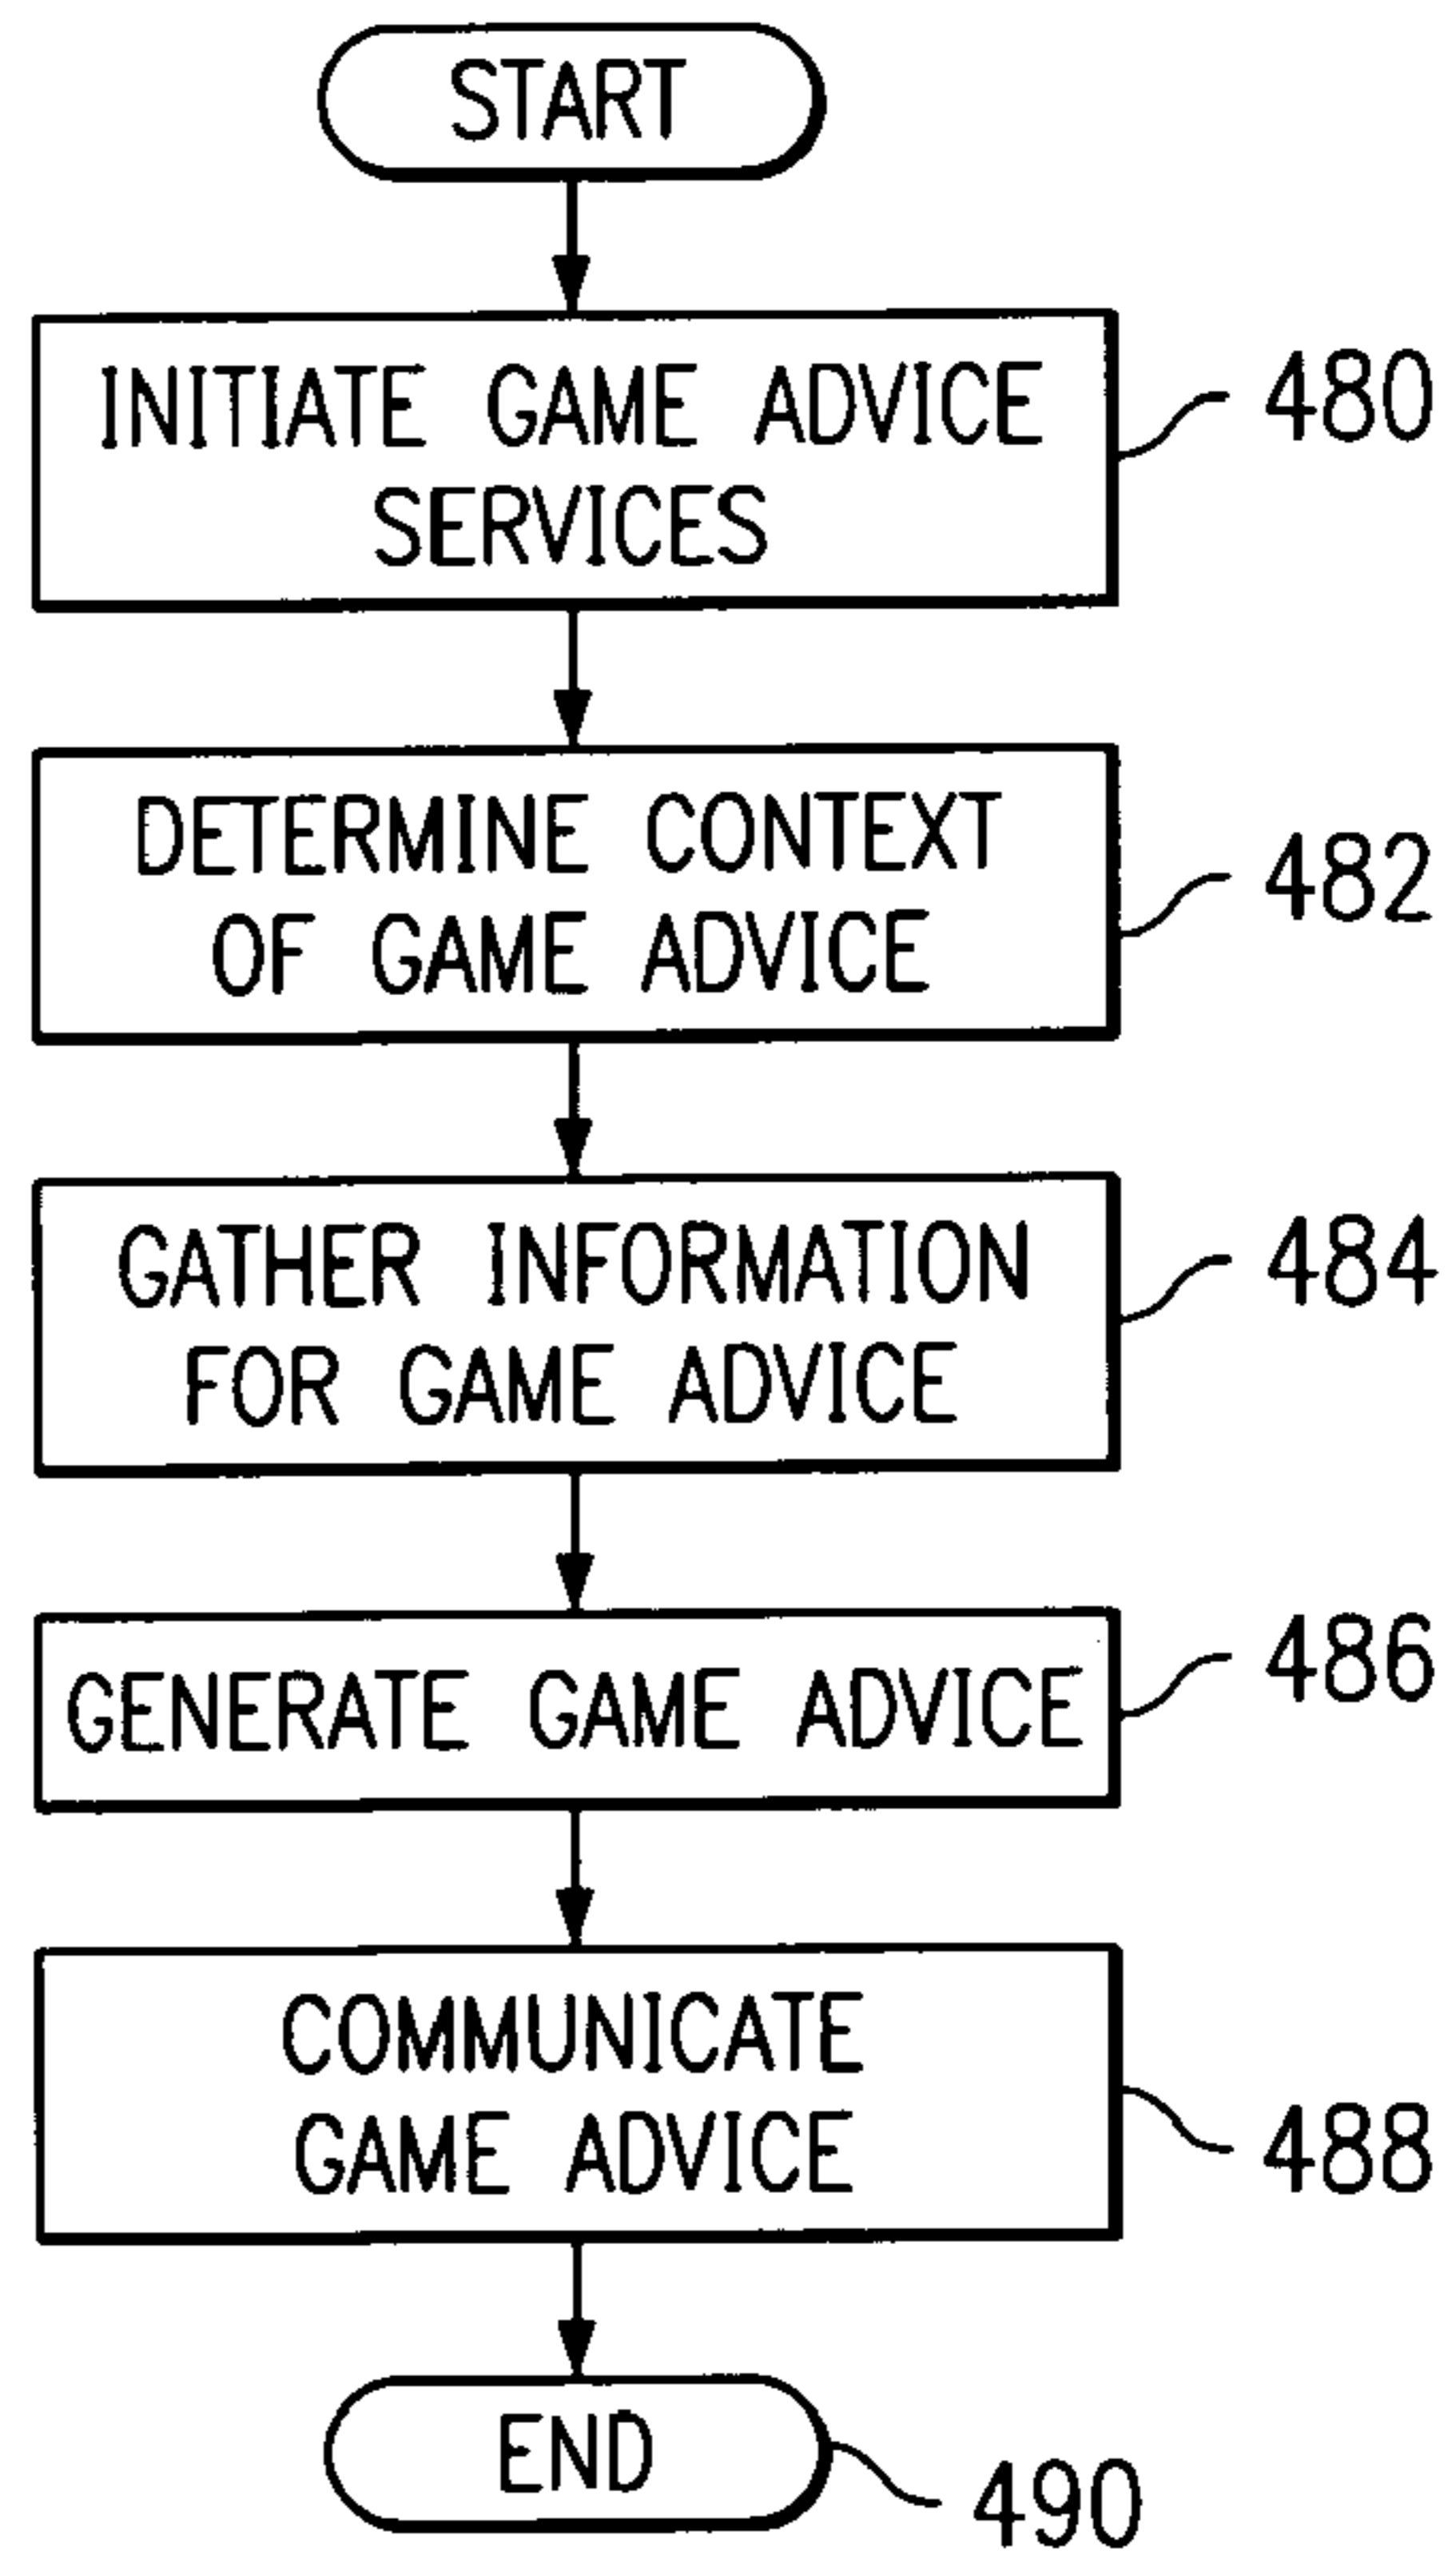 START
INITIATE GAME ADVICE
SERVICES
480
DETERMINE CONTEXT
OF GAME ADVICE
482
GATHER INFORMATION
FOR GAME ADVICE
484
GENERATE GAME ADVICE
486
COMMUNICATE
GAME ADVICE
488
END
490